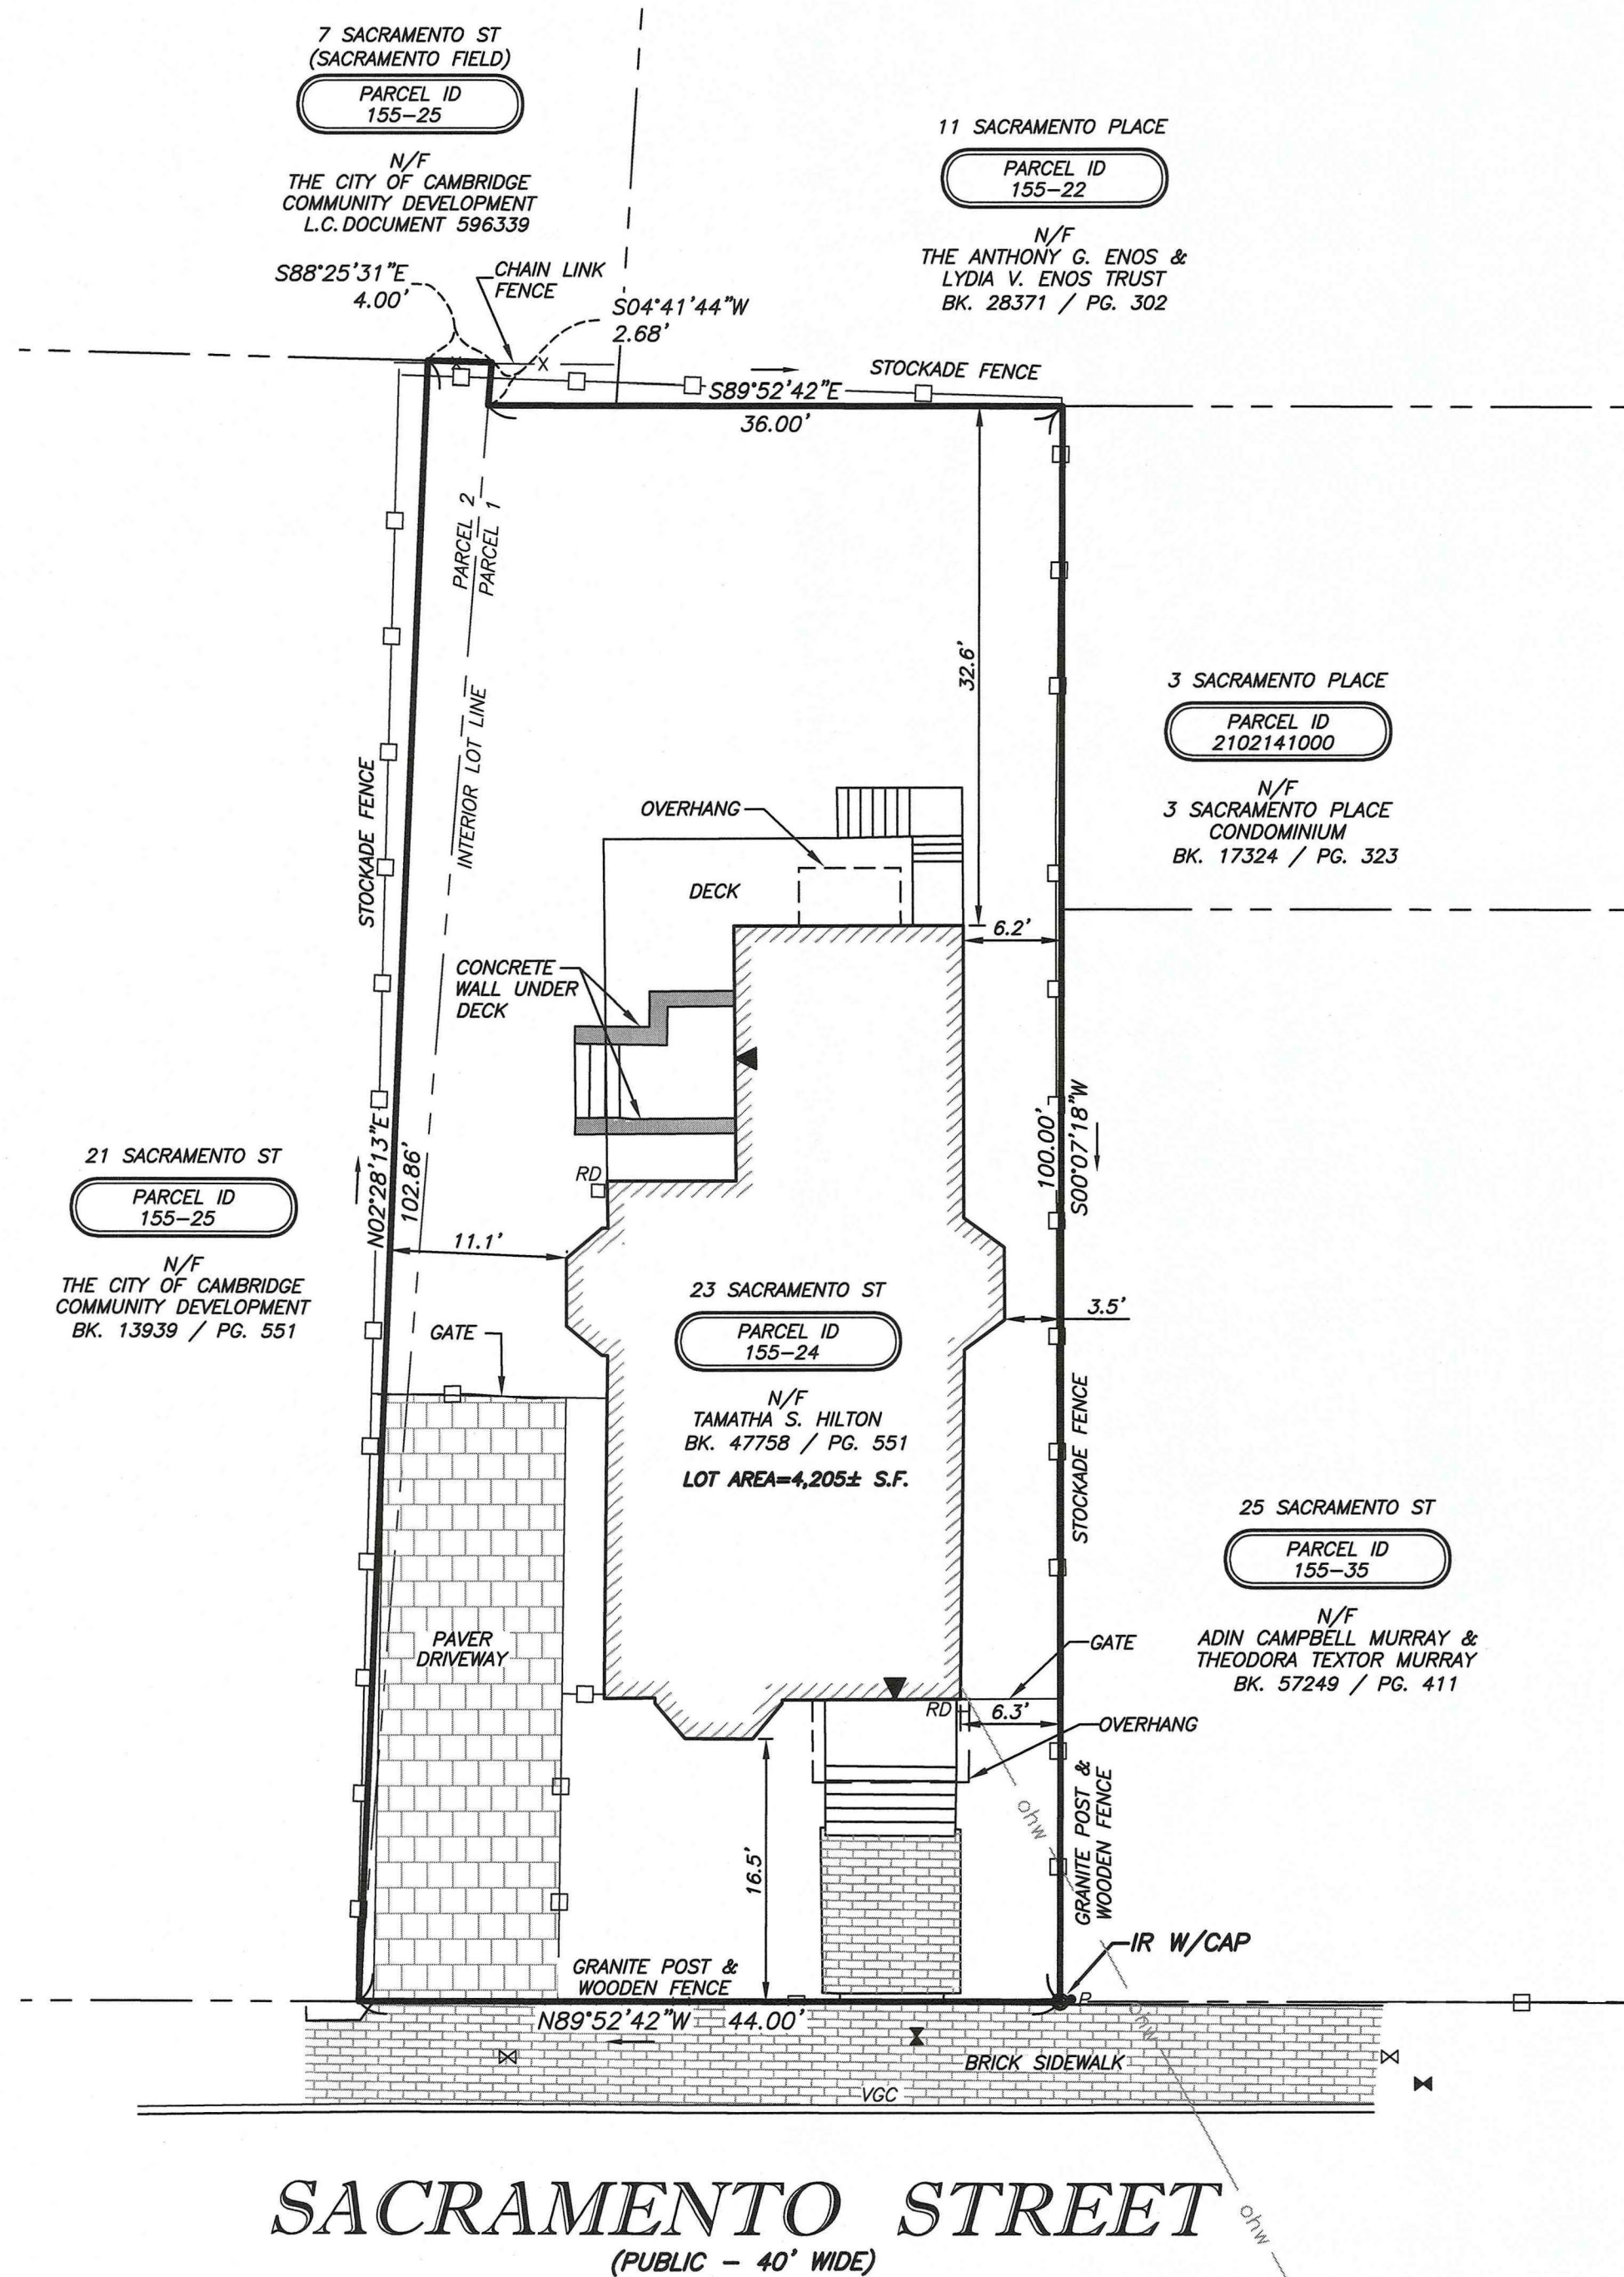 7 SACRAMENTO ST
(SACRAMENTO FIELD)
PARCEL ID
155-25
N/F
THE CITY OF CAMBRIDGE
COMMUNITY DEVELOPMENT
L.C. DOCUMENT 596339
11 SACRAMENTO PLACE
PARCEL ID
155-22
N/F
THE ANTHONY G. ENOS &
LYDIA V. ENOS TRUST
BK. 28371 / PG. 302
S88°25'31"E
4.00'
CHAIN LINK
FENCE
S04°41'44"W
2.68'
X
X
STOCKADE FENCE
S89°52'42"E
36.00'
PARCEL 2
PARCEL 1
INTERIOR LOT LINE
STOCKADE FENCE
32.6'
3 SACRAMENTO PLACE
PARCEL ID
2102141000
N/F
3 SACRAMENTO PLACE
CONDOMINIUM
BK. 17324 / PG. 323
OVERHANG
DECK
6.2'
CONCRETE
WALL UNDER
DECK
RD
N02°28'13"E
102.86'
100.00'
S00°07'18"W
21 SACRAMENTO ST
PARCEL ID
155-25
N/F
THE CITY OF CAMBRIDGE
COMMUNITY DEVELOPMENT
BK. 13939 / PG. 551
11.1'
3.5'
GATE
23 SACRAMENTO ST
PARCEL ID
155-24
N/F
TAMATHA S. HILTON
BK. 47758 / PG. 551
LOT AREA=4,205± S.F.
STOCKADE FENCE
25 SACRAMENTO ST
PARCEL ID
155-35
N/F
ADIN CAMPBELL MURRAY &
THEODORA TEXTOR MURRAY
BK. 57249 / PG. 411
PAVER
DRIVEWAY
GATE
RD
6.3'
OVERHANG
ohw
GRANITE POST &
WOODEN FENCE
16.5'
IR W/CAP
GRANITE POST &
WOODEN FENCE
P
N89°52'42"W
44.00'
ohw
BRICK SIDEWALK
VGC
SACRAMENTO STREET
ohw
(PUBLIC - 40' WIDE)